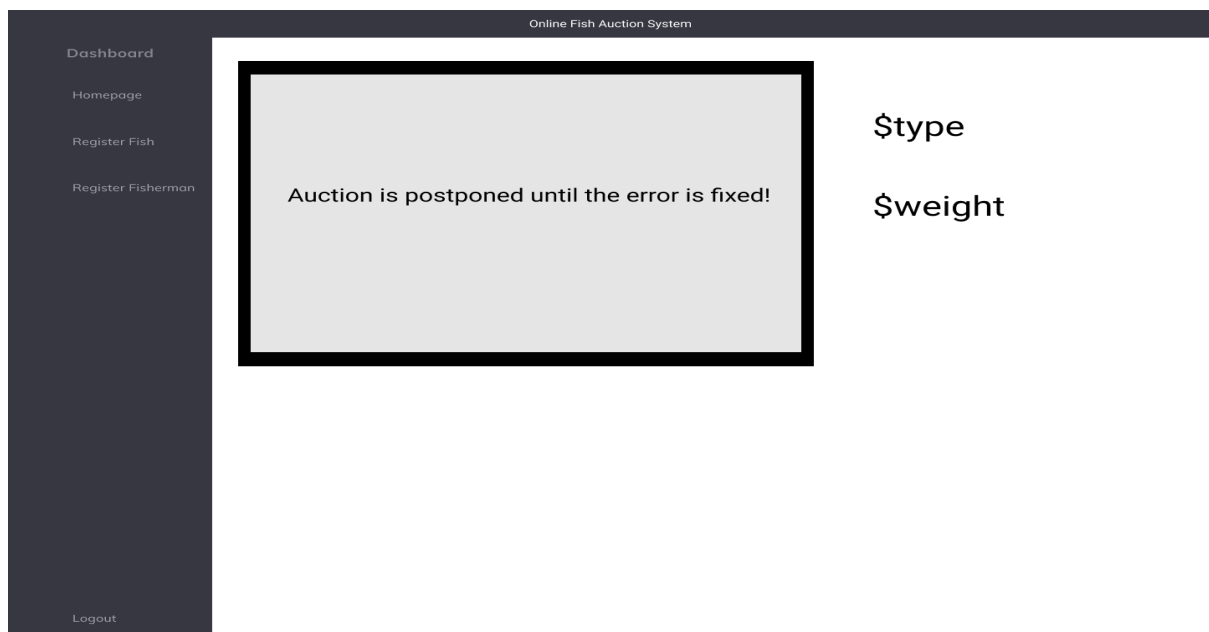 Online Fish Auction System
Dashboard
Homepage
Register Fish
Register Fisherman
Logout
Auction is postponed until the error is fixed!
$type
$weight